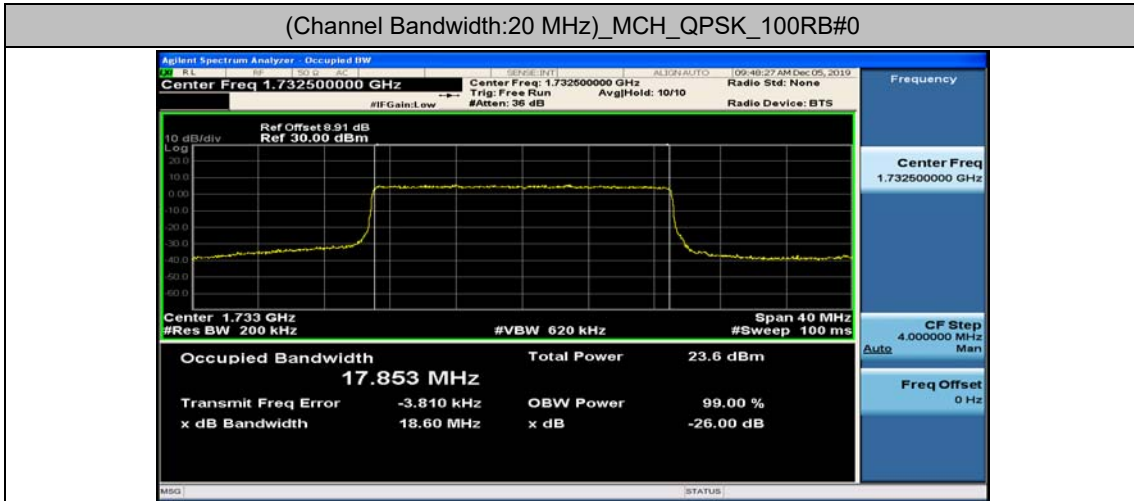 (Channel Bandwidth:20 MHz)_MCH_QPSK_100RB#0
Agilent Spectrum Analyzer - Occupied BW
RL RF 50 Ω AC SENSE:INT ALIGN AUTO 09:48:27 AM Dec 05, 2019
Center Freq 1.732500000 GHz Center Freq: 1.732500000 GHz Radio Std: None Frequency
Trig: Free Run Avg|Hold: 10/10
#IFGain:Low #Atten: 36 dB Radio Device: BTS
Ref Offset 8.91 dB
10 dB/div Ref 30.00 dBm
Log
20.0
10.0
0.00
-10.0
-20.0
-30.0
-40.0
-50.0
-60.0
Center Freq
1.732500000 GHz
Center 1.733 GHz Span 40 MHz
#Res BW 200 kHz #VBW 620 kHz #Sweep 100 ms
CF Step
4.000000 MHz
Auto Man
Occupied Bandwidth Total Power 23.6 dBm
17.853 MHz
Freq Offset
0 Hz
Transmit Freq Error -3.810 kHz OBW Power 99.00 %
x dB Bandwidth 18.60 MHz x dB -26.00 dB
MSG STATUS